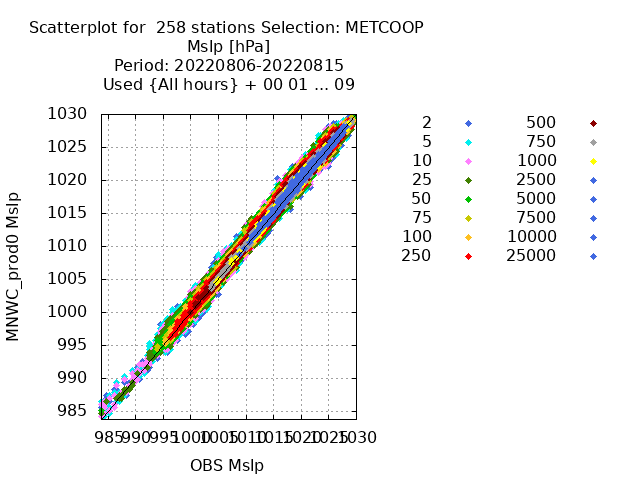 Scatterplot for  258 stations Selection: METCOOP
Mslp [hPa]
Period: 20220806-20220815
Used {All hours} + 00 01 ... 09
MNWC_prod0 Mslp
1030
1025
1020
1015
1010
1005
1000
995
990
985
985 990 995 1000 1005 1010 1015 1020 1025 1030
OBS Mslp
2 500
5 750
10 1000
25 2500
50 5000
75 7500
100 10000
250 25000